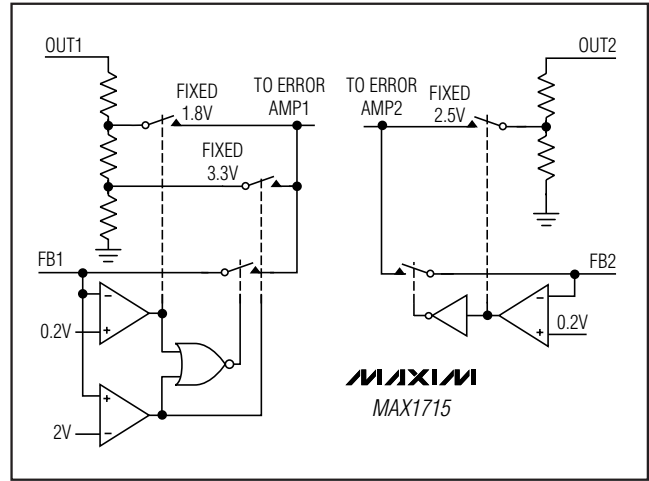 OUT1
OUT2
FIXED
1.8V
TO ERROR
AMP1
TO ERROR
AMP2
FIXED
2.5V
FIXED
3.3V
FB1
FB2
-
+
0.2V
-
+
0.2V
+
-
2V
MAXIM
MAX1715